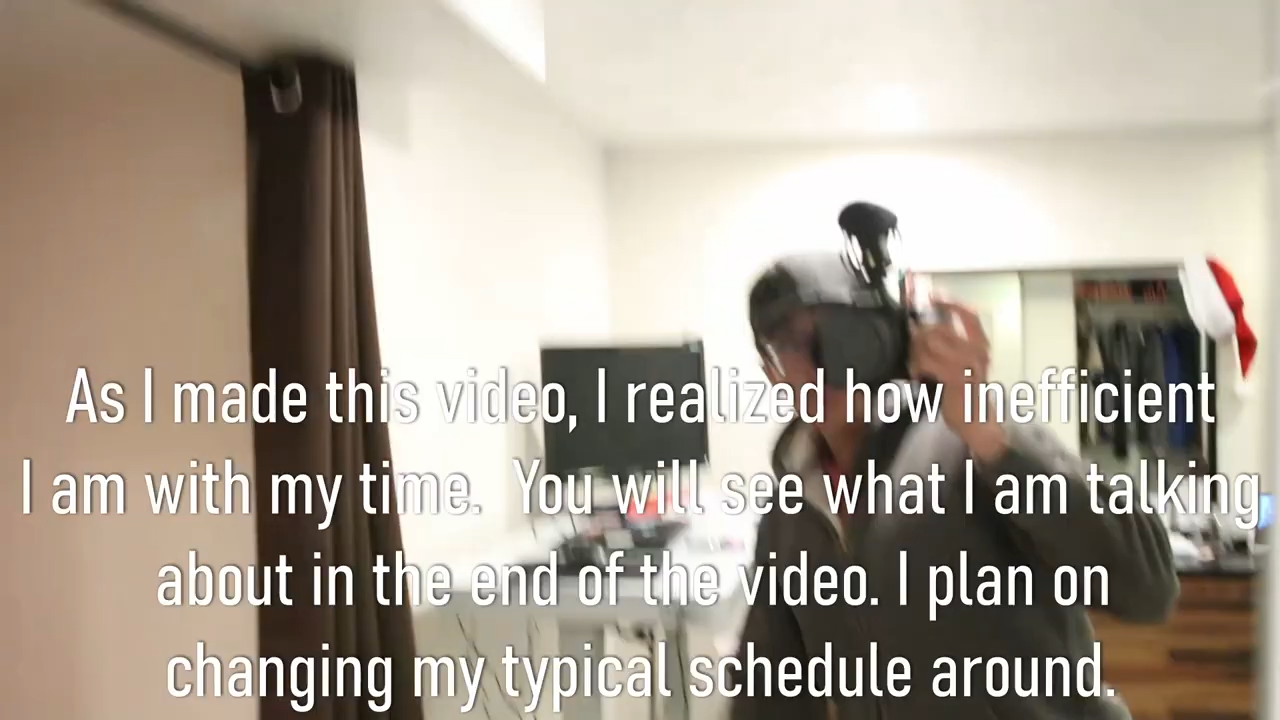 As I made this video, I realized how inefficient
I am with my time.  You will see what I am talking
about in the end of the video. I plan on
changing my typical schedule around.